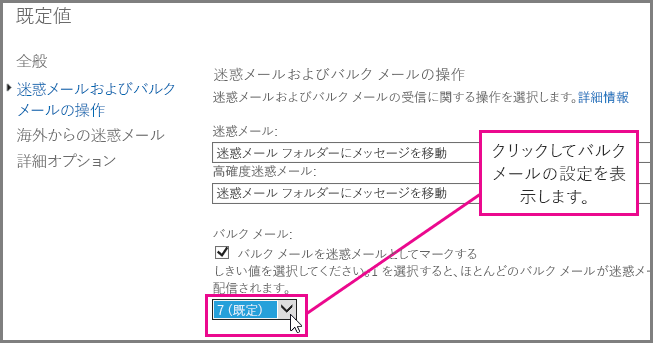 既定値
全般
迷惑メールおよびバルク
メールの操作
海外からの迷惑メール
詳細オプション
迷惑メールおよびバルク メールの操作
迷惑メールおよびバルク メールの受信に関する操作を選択します。詳細情報
迷惑メール:
迷惑メール フォルダーにメッセージを移動
高確度迷惑メール:
迷惑メール フォルダーにメッセージを移動
クリックしてバルク
メールの設定を表
示します。
バルク メール:
バルク メールを迷惑メールとしてマークする
しきい値を選択してください。1 を選択すると、ほとんどのバルク メールが迷惑メー
配信されます。
7 (既定)